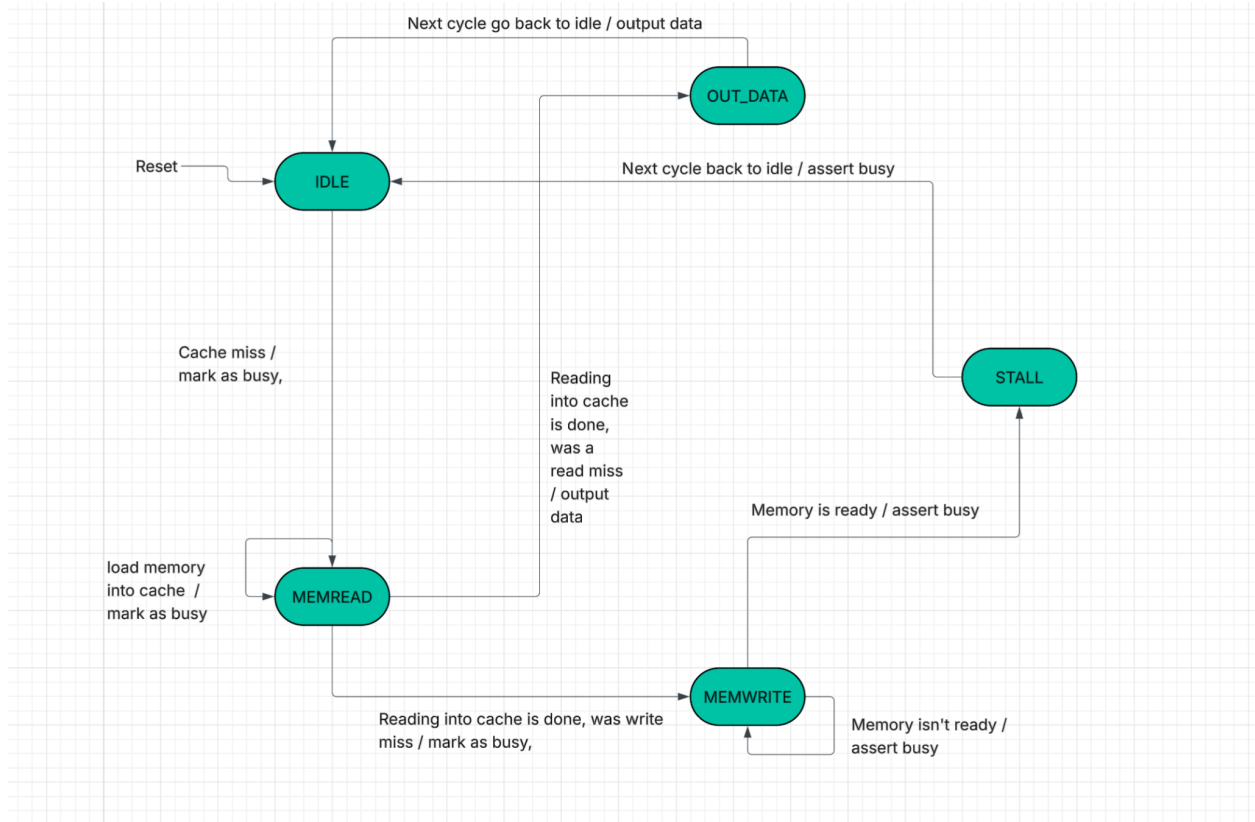 Next cycle go back to idle / output data
OUT_DATA
Reset
IDLE
Next cycle back to idle / assert busy
Cache miss /
mark as busy,
Reading
into cache
is done,
was a
read miss
/ output
data
STALL
Memory is ready / assert busy
load memory
into cache  /
mark as busy
MEMREAD
MEMWRITE
Reading into cache is done, was write
miss / mark as busy,
Memory isn't ready /
assert busy